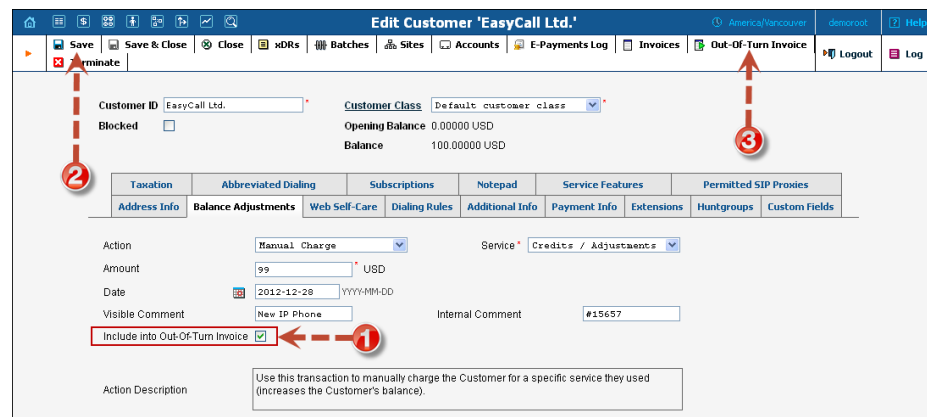 Edit Customer 'EasyCall Ltd.' America/Vancouver demoroot ? Help
Save Save & Close Close xDRs Batches Sites Accounts E-Payments Log Invoices Out-Of-Turn Invoice Logout Log
Terminate
Customer ID EasyCall Ltd. * Customer Class Default customer class *
Blocked Opening Balance 0.00000 USD
Balance 100.00000 USD
2 3
Taxation Abbreviated Dialing Subscriptions Notepad Service Features Permitted SIP Proxies
Address Info Balance Adjustments Web Self-Care Dialing Rules Additional Info Payment Info Extensions Huntgroups Custom Fields
Action Manual Charge Service * Credits / Adjustments
Amount 99 * USD
Date 2012-12-28 YYYY-MM-DD
Visible Comment New IP Phone Internal Comment #15657
Include into Out-Of-Turn Invoice 1
Use this transaction to manually charge the Customer for a specific service they used
Action Description (increases the Customer's balance).